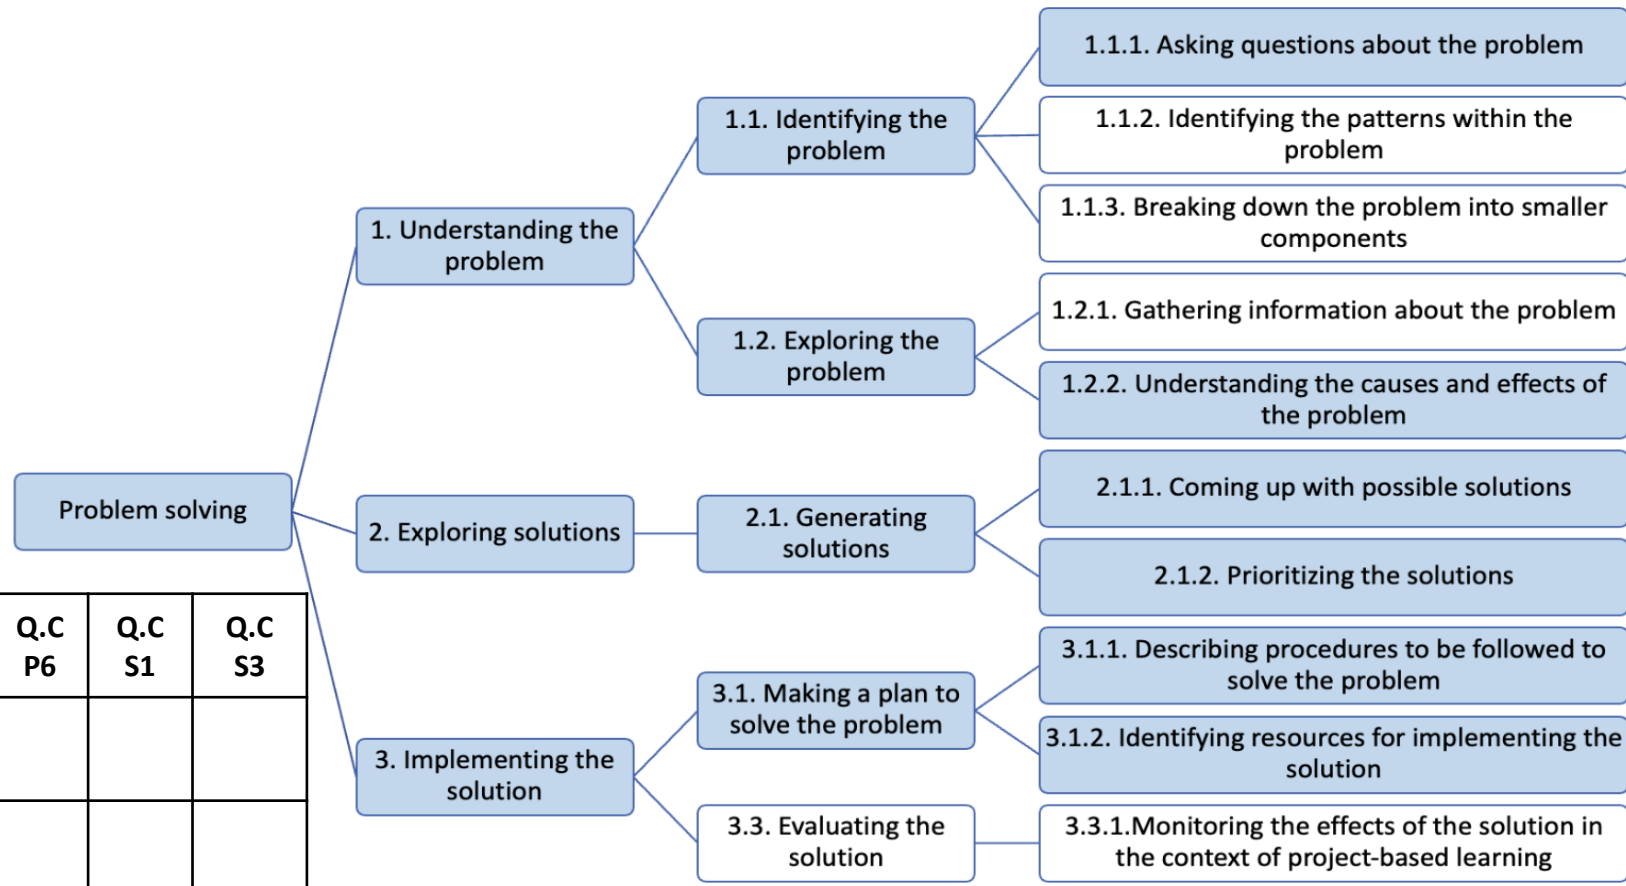 1.1.1. Asking questions about the problem
1.1. Identifying the
problem
1.1.2. Identifying the patterns within the
problem
1.1.3. Breaking down the problem into smaller
components
1. Understanding the
problem
1.2. Exploring the
problem
1.2.1. Gathering information about the problem
1.2.2. Understanding the causes and effects of
the problem
Problem solving
2. Exploring solutions
2.1. Generating
solutions
2.1.1. Coming up with possible solutions
2.1.2. Prioritizing the solutions
3. Implementing the
solution
3.1. Making a plan to
solve the problem
3.1.1. Describing procedures to be followed to
solve the problem
3.1.2. Identifying resources for implementing the
solution
3.3. Evaluating the
solution
3.3.1.Monitoring the effects of the solution in
the context of project-based learning
Q.C
P6
Q.C
S1
Q.C
S3